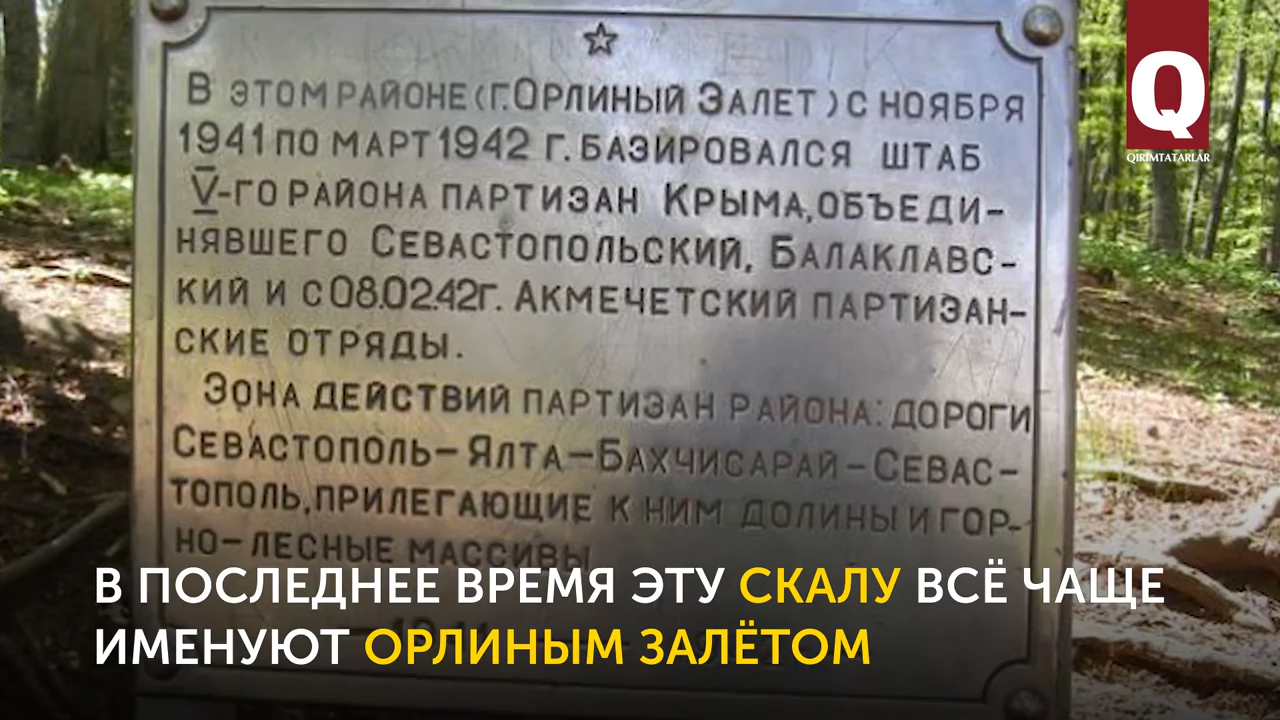 В ЭТОМ РАЙОНЕ (Г. ОРЛИНЫЙ ЗАЛЕТ) С НОЯБРЯ
1941 ПО МАРТ 1942 Г. БАЗИРОВАЛСЯ ШТАБ
V-ГО РАЙОНА ПАРТИЗАН КРЫМА, ОБЪЕДИ-
НЯВШЕГО СЕВАСТОПОЛЬСКИЙ, БАЛАКЛАВС-
КИЙ И С 08.02.42г. АКМЕЧЕТСКИЙ ПАРТИЗАН-
СКИЕ ОТРЯДЫ.
ЗОНА ДЕЙСТВИЙ ПАРТИЗАН РАЙОНА: ДОРОГИ
СЕВАСТОПОЛЬ-ЯЛТА-БАХЧИСАРАЙ-СЕВАС-
ТОПОЛЬ, ПРИЛЕГАЮЩИЕ К НИМ ДОЛИНЫ И ГОР-
НО-ЛЕСНЫЕ МАССИВЫ
Q
QIRIMTATARLAR
В ПОСЛЕДНЕЕ ВРЕМЯ ЭТУ СКАЛУ ВСЁ ЧАЩЕ
ИМЕНУЮТ ОРЛИНЫМ ЗАЛЁТОМ